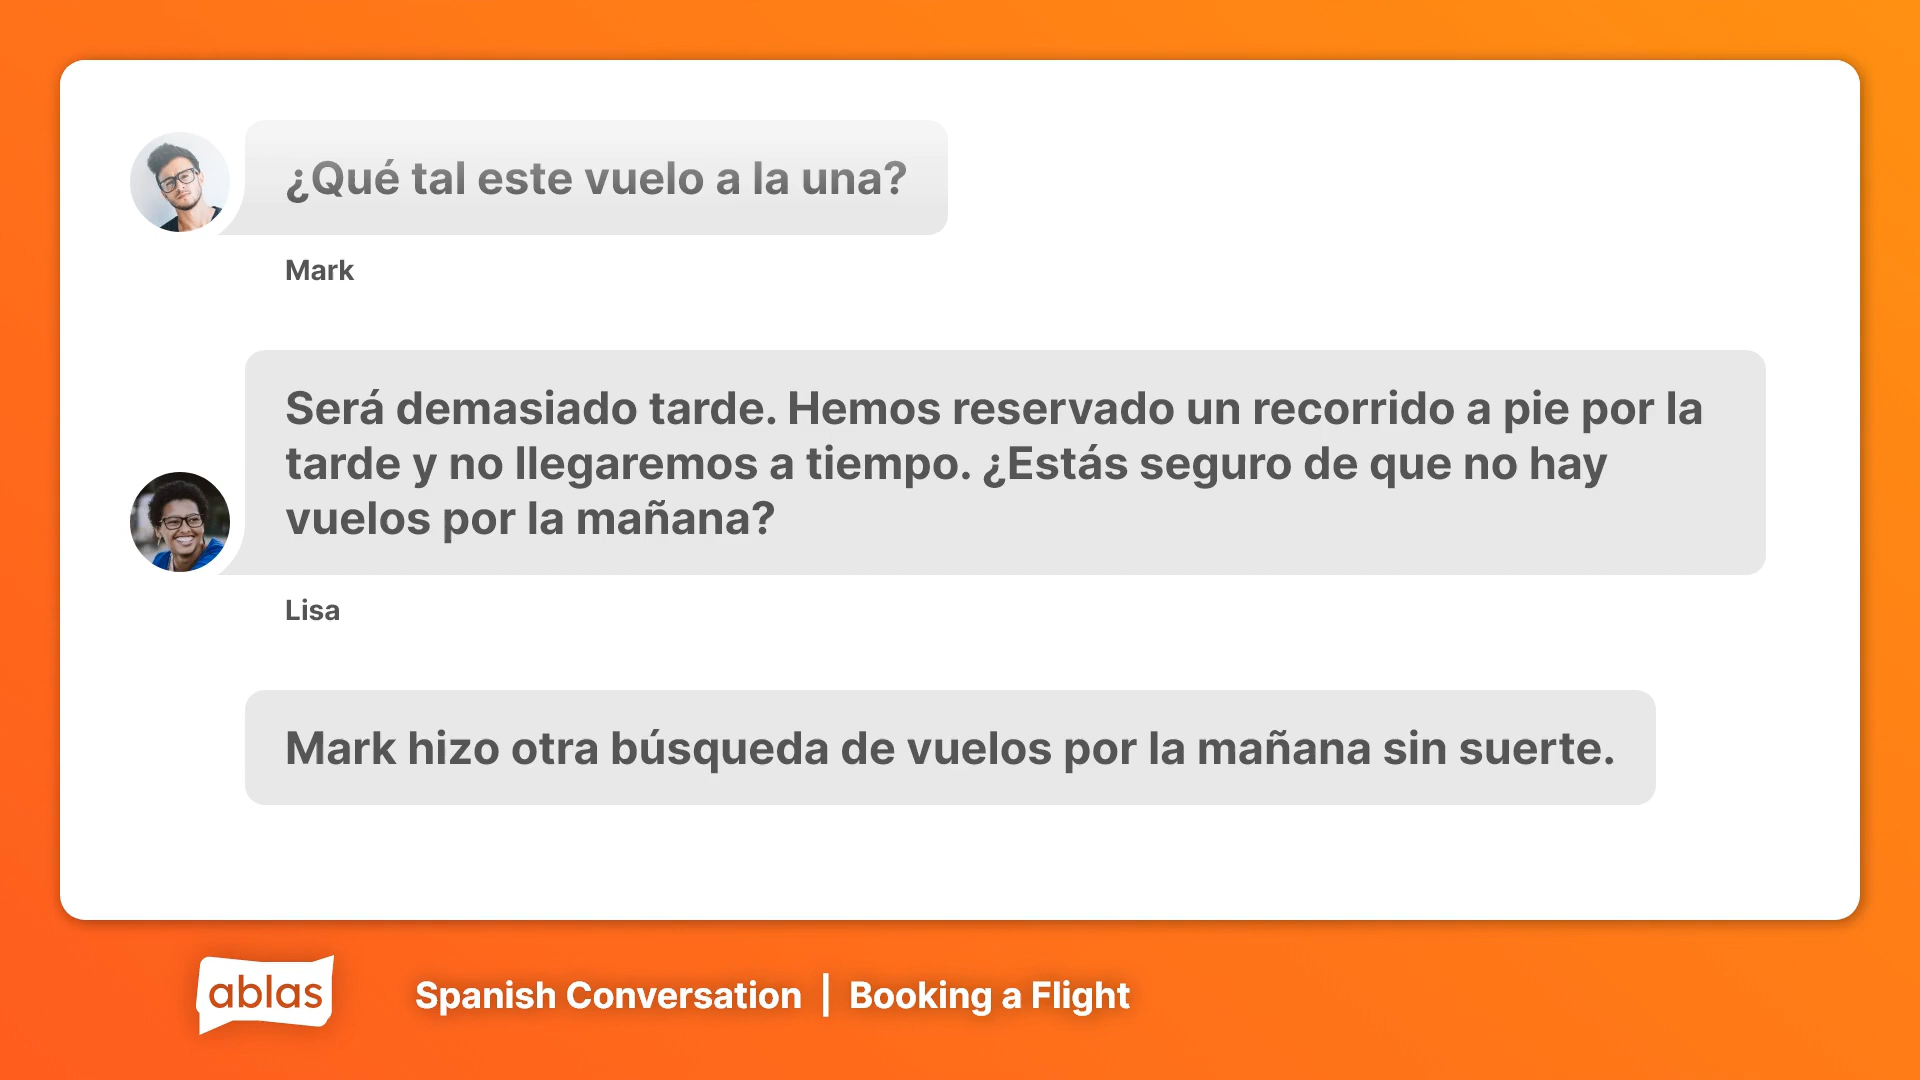 ¿Qué tal este vuelo a la una?
Mark
Será demasiado tarde. Hemos reservado un recorrido a pie por la
tarde y no llegaremos a tiempo. ¿Estás seguro de que no hay
vuelos por la mañana?
Lisa
Mark hizo otra búsqueda de vuelos por la mañana sin suerte.
ablas
Spanish Conversation | Booking a Flight